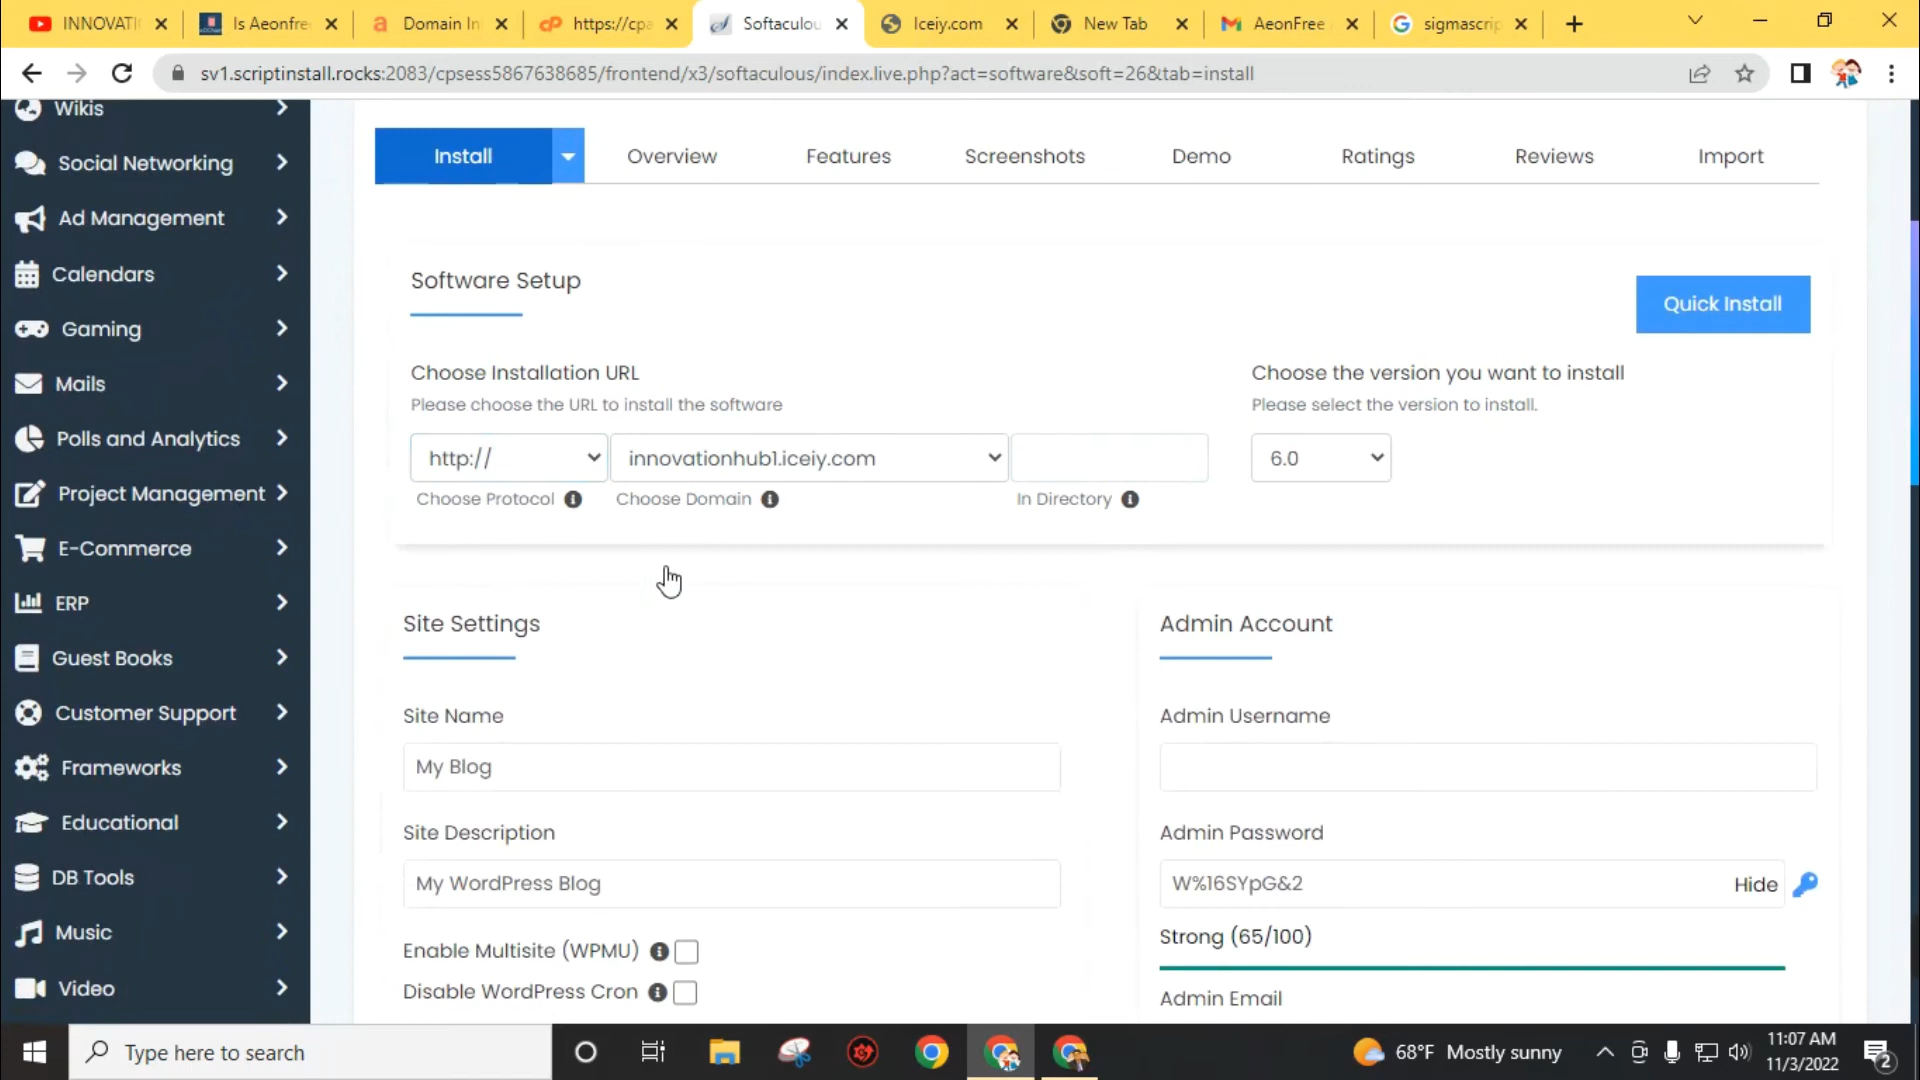 INNOVATI
Is Aeonfre
Domain In
https://cpa
Softaculou
Iceiy.com
New Tab
AeonFree
sigmascrip
sv1.scriptinstall.rocks:2083/cpsess5867638685/frontend/x3/softaculous/index.live.php?act=software&soft=26&tab=install
Wikis
Social Networking
Ad Management
Calendars
Gaming
Mails
Polls and Analytics
Project Management
E-Commerce
ERP
Guest Books
Customer Support
Frameworks
Educational
DB Tools
Music
Video
Install
Overview
Features
Screenshots
Demo
Ratings
Reviews
Import
Software Setup
Quick Install
Choose Installation URL
Please choose the URL to install the software
http://
innovationhub1.iceiy.com
Choose Protocol
Choose Domain
In Directory
Choose the version you want to install
Please select the version to install.
6.0
Site Settings
Site Name
My Blog
Site Description
My WordPress Blog
Enable Multisite (WPMU)
Disable WordPress Cron
Admin Account
Admin Username
Admin Password
W%16SYpG&2
Hide
Strong (65/100)
Admin Email
Type here to search
68°F Mostly sunny
11:07 AM
11/3/2022
2